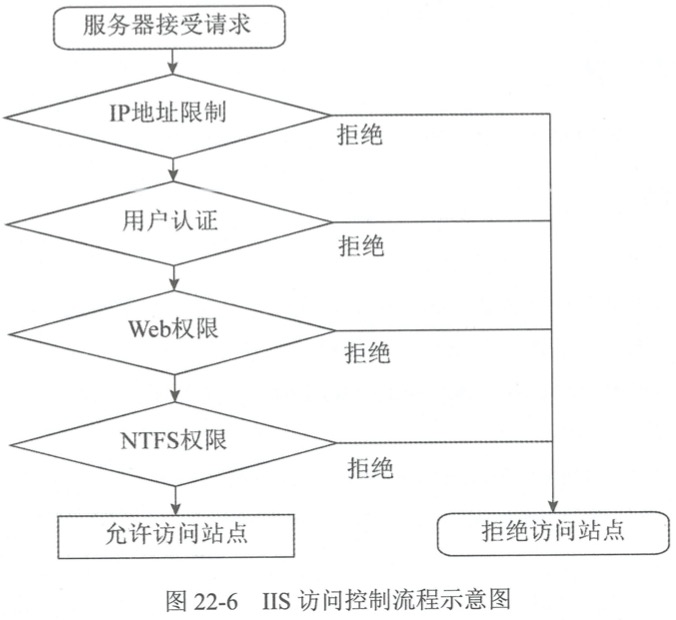 服务器接受请求
IP地址限制
拒绝
用户认证
拒绝
Web权限
拒绝
NTFS权限
拒绝
允许访问站点
拒绝访问站点
图 22-6 IIS 访问控制流程示意图